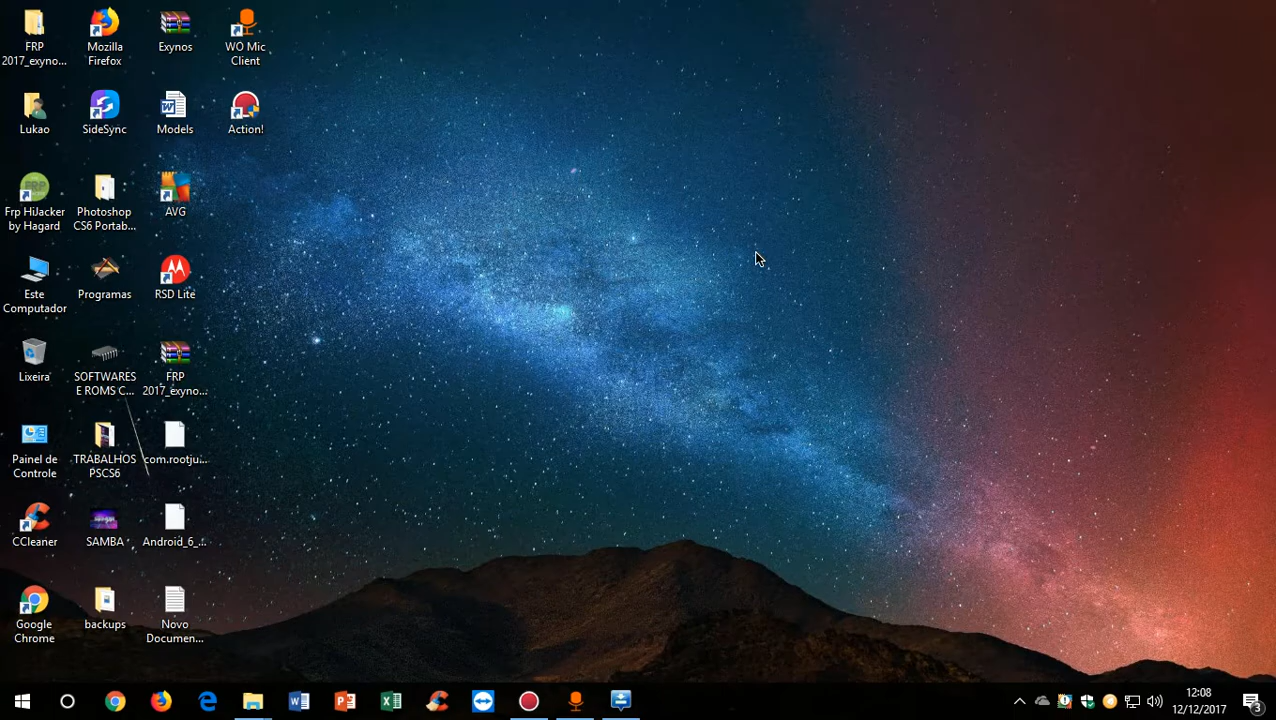 FRP
2017_exyno...
Mozilla
Firefox
Exynos
WO Mic
Client
Lukao
SideSync
Models
Action!
FRP
Frp HiJacker
by Hagard
Photoshop
CS6 Portab...
AVG
Este
Computador
Programas
RSD Lite
Lixeira
SOFTWARES
E ROMS C...
FRP
2017_exyno...
Painel de
Controle
TRABALHOS
PSCS6
com.rootju...
CCleaner
SAMBA
Android_6_...
Google
Chrome
backups
Novo
Documen...
12:08
12/12/2017
3